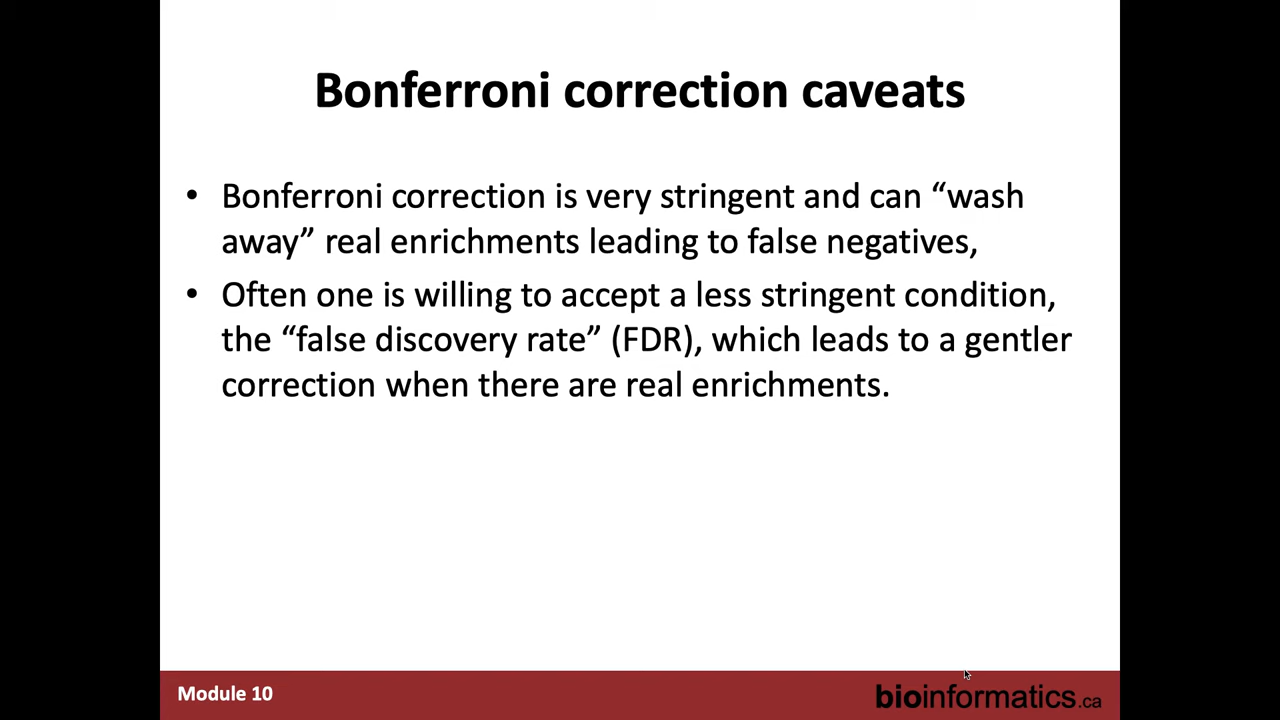 Bonferroni correction caveats
• Bonferroni correction is very stringent and can “wash
away” real enrichments leading to false negatives,
• Often one is willing to accept a less stringent condition,
the “false discovery rate” (FDR), which leads to a gentler
correction when there are real enrichments.
Module 10
bioinformatics.ca